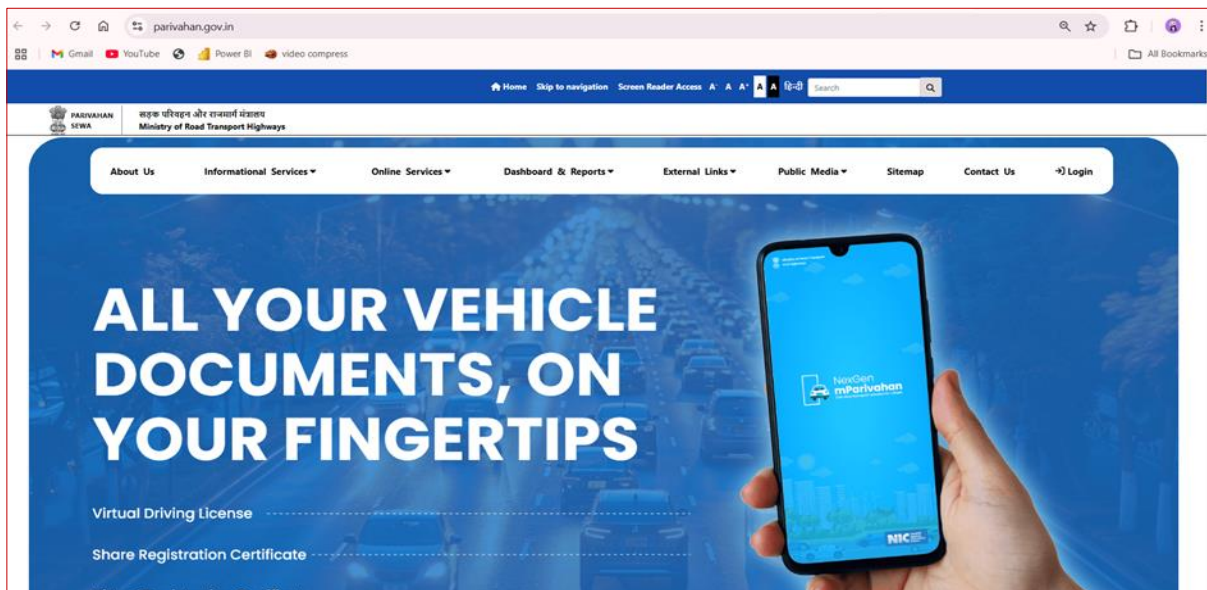 parivahan.gov.in
Gmail YouTube Power BI video compress All Bookmarks
Home Skip to navigation Screen Reader Access A- A A+ A A हिन्दी Search
PARIVAHAN SEWA
सड़क परिवहन और राजमार्ग मंत्रालय
Ministry of Road Transport Highways
About Us Informational Services Online Services Dashboard & Reports External Links Public Media Sitemap Contact Us Login
ALL YOUR VEHICLE
DOCUMENTS, ON
YOUR FINGERTIPS
NexGen
mParivahan
NIC
Virtual Driving License
Share Registration Certificate